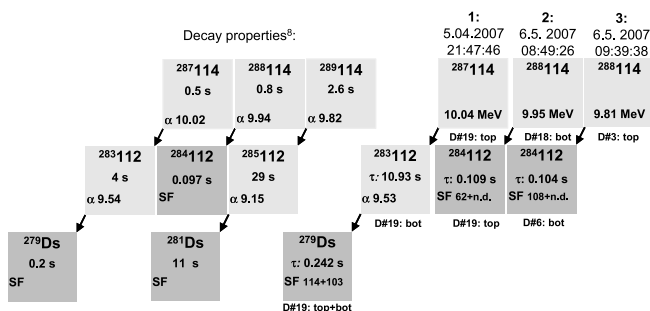 1: 2: 3:
Decay properties⁸: 5.04.2007 6.5. 2007 6.5. 2007
21:47:46 08:49:26 09:39:38
²⁸⁷114 ²⁸⁸114 ²⁸⁹114 ²⁸⁷114 ²⁸⁸114 ²⁸⁸114
0.5 s 0.8 s 2.6 s
α 10.02 α 9.94 α 9.82 10.04 MeV 9.95 MeV 9.81 MeV
D#19: top D#18: bot D#3: top
²⁸³112 ²⁸⁴112 ²⁸⁵112 ²⁸³112 ²⁸⁴112 ²⁸⁴112
4 s 0.097 s 29 s τ: 10.93 s τ: 0.109 s τ: 0.104 s
α 9.54 SF α 9.15 α 9.53 SF 62+n.d. SF 108+n.d.
D#19: bot D#19: top D#6: bot
²⁷⁹Ds ²⁸¹Ds ²⁷⁹Ds
0.2 s 11 s τ: 0.242 s
SF SF SF 114+103
D#19: top+bot